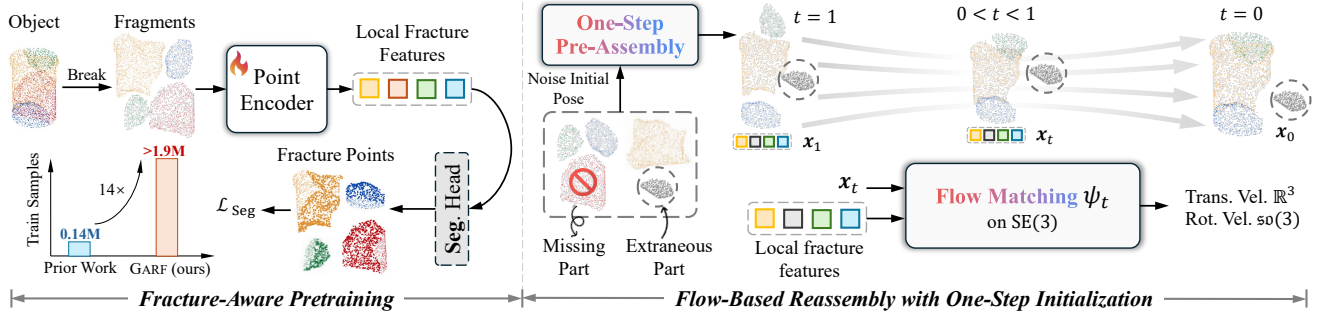 Object
Fragments
Break
Point
Encoder
Local Fracture
Features
Train Samples
>1.9M
14×
0.14M
Prior Work
GARF (ours)
Fracture Points
ℒ Seg
Seg. Head
Fracture-Aware Pretraining
One-Step
Pre-Assembly
Noise Initial
Pose
Missing
Part
Extraneous
Part
t = 1
0 < t < 1
t = 0
x₁
xₜ
x₀
xₜ
Local fracture
features
Flow Matching ψₜ
on SE(3)
Trans. Vel. ℝ³
Rot. Vel. 𝔰𝔬(3)
Flow-Based Reassembly with One-Step Initialization